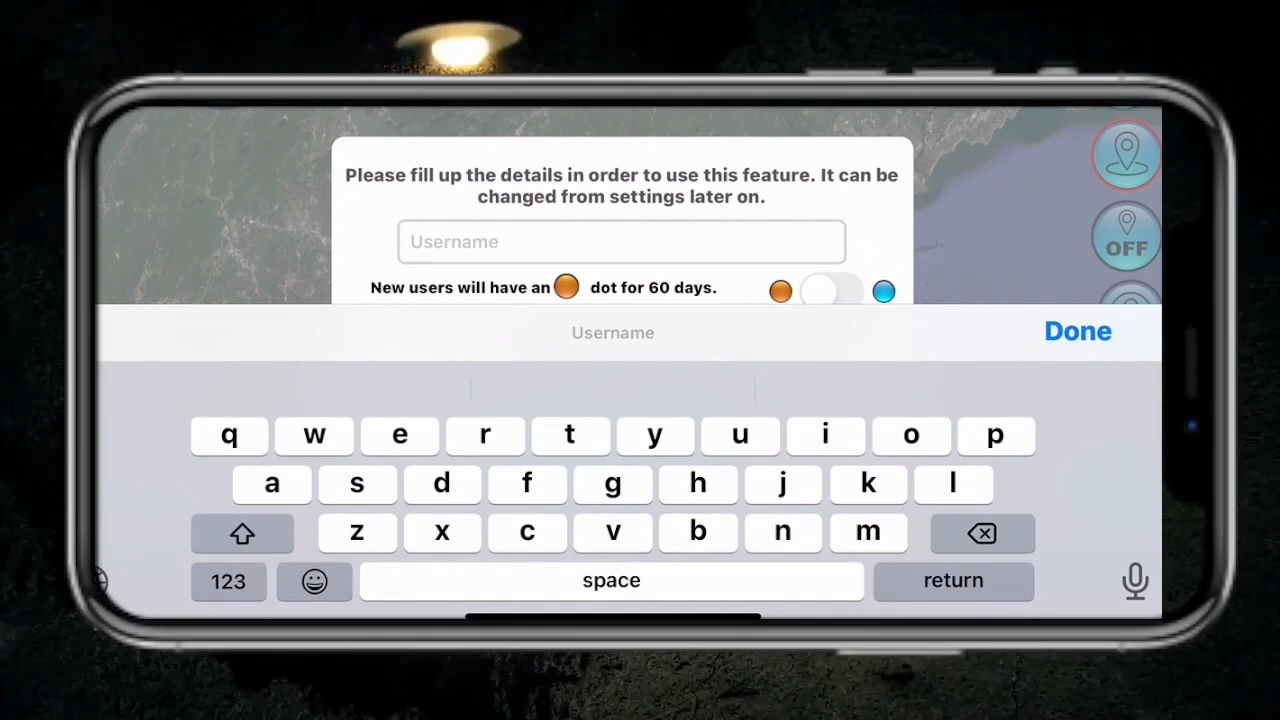 Please fill up the details in order to use this feature. It can be
changed from settings later on.
Username
New users will have an dot for 60 days.
OFF
Username
Done
q w e r t y u i o p
a s d f g h j k l
z x c v b n m
123
space
return